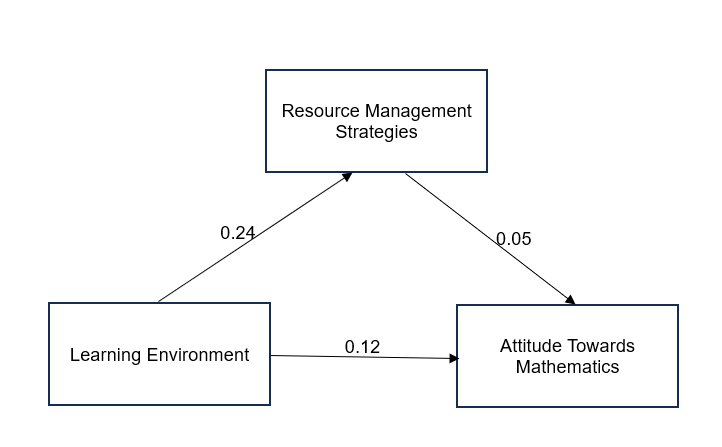 Resource Management
Strategies
0.24
0.05
Learning Environment
0.12
Attitude Towards
Mathematics